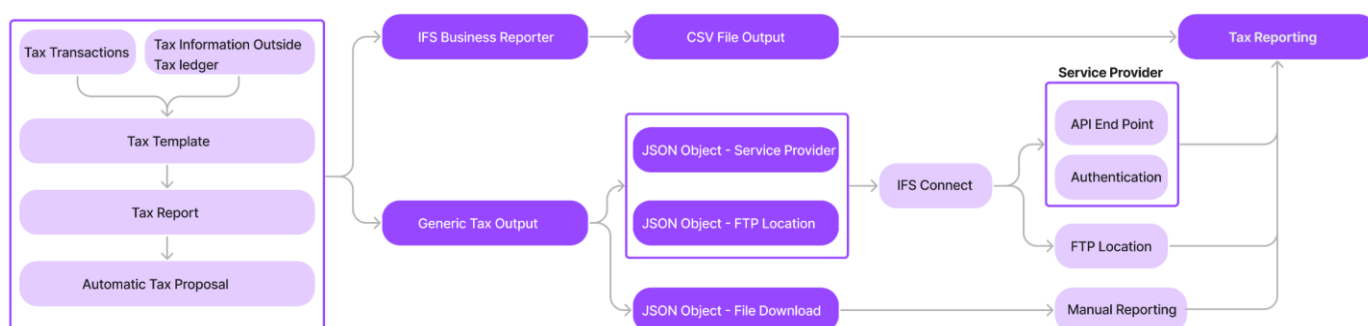 Tax Transactions
Tax Information Outside
Tax ledger
Tax Template
Tax Report
Automatic Tax Proposal
IFS Business Reporter
CSV File Output
Tax Reporting
Generic Tax Output
JSON Object - Service Provider
JSON Object - FTP Location
JSON Object - File Download
IFS Connect
Service Provider
API End Point
Authentication
FTP Location
Manual Reporting